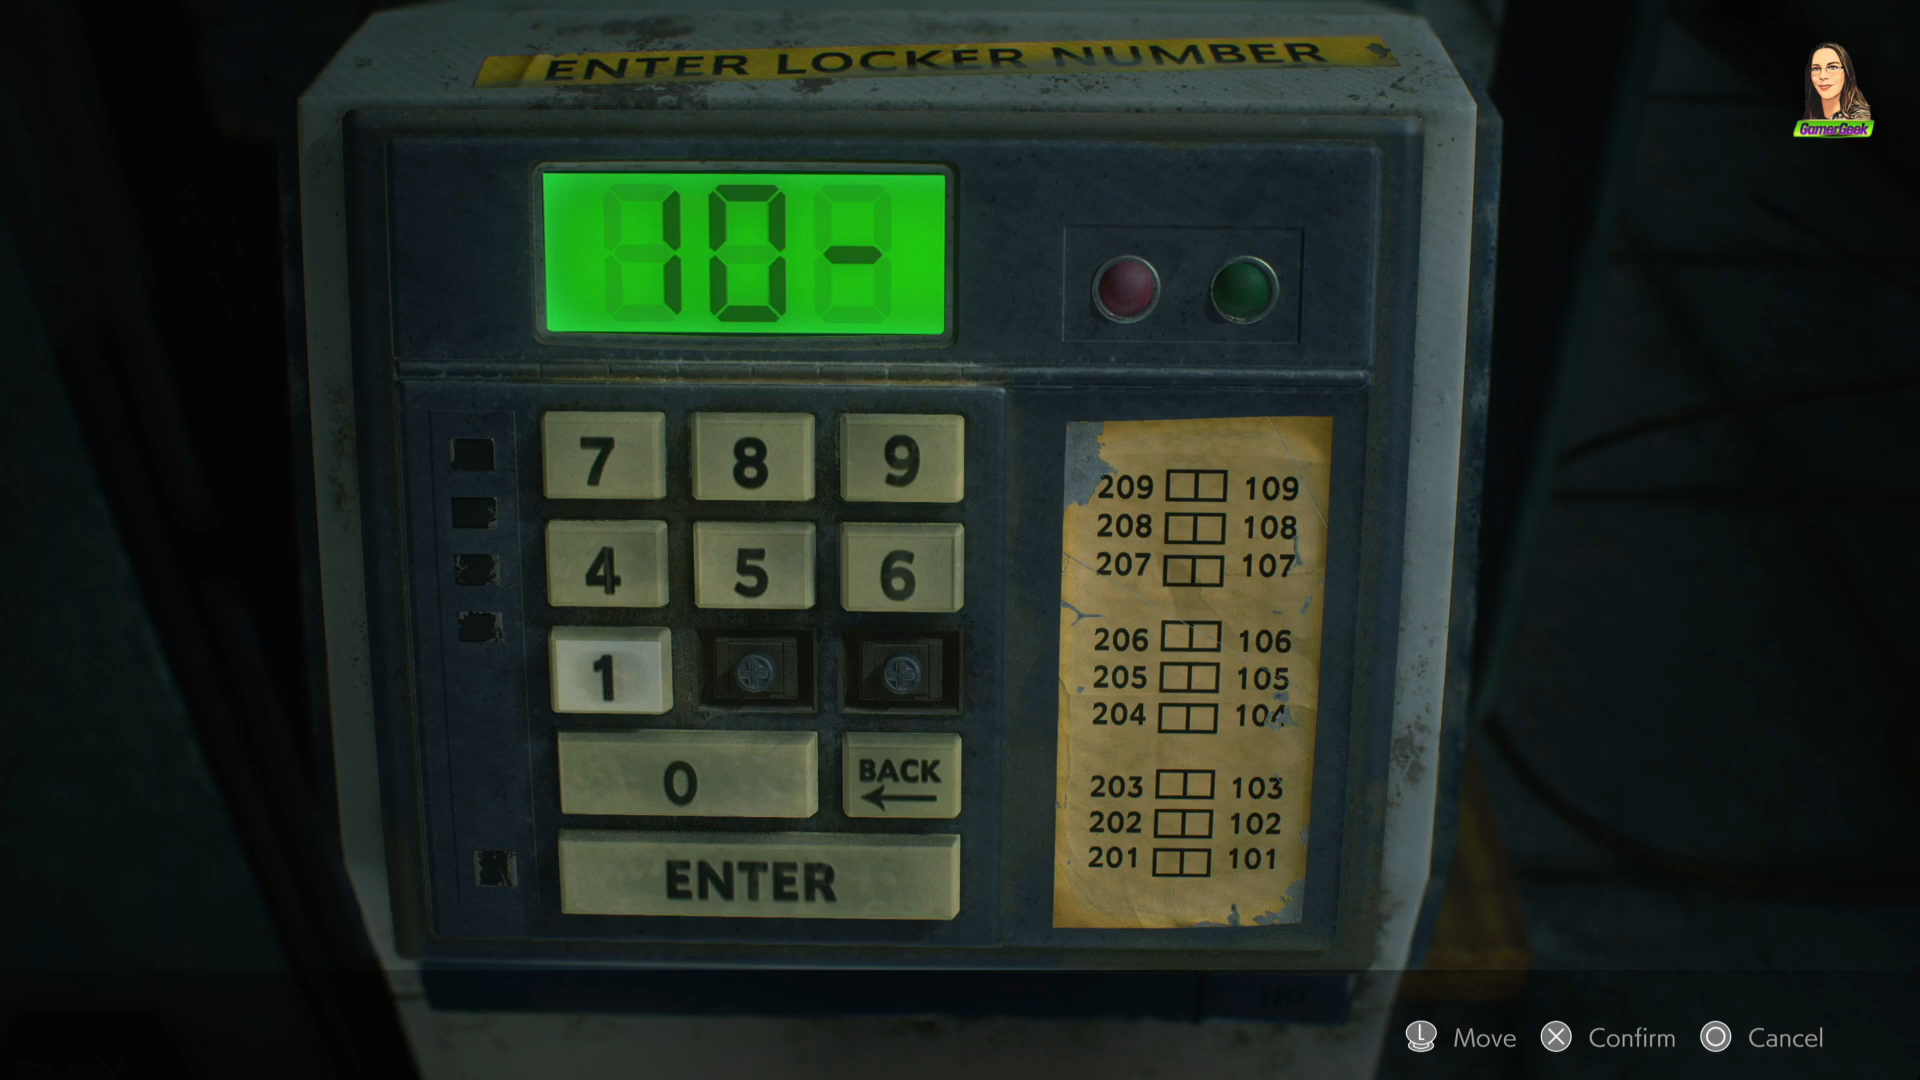 ENTER LOCKER NUMBER
GamerGeek
10-
7 8 9
4 5 6
1
0 BACK
ENTER
209 109
208 108
207 107
206 106
205 105
204 104
203 103
202 102
201 101
L Move Confirm Cancel